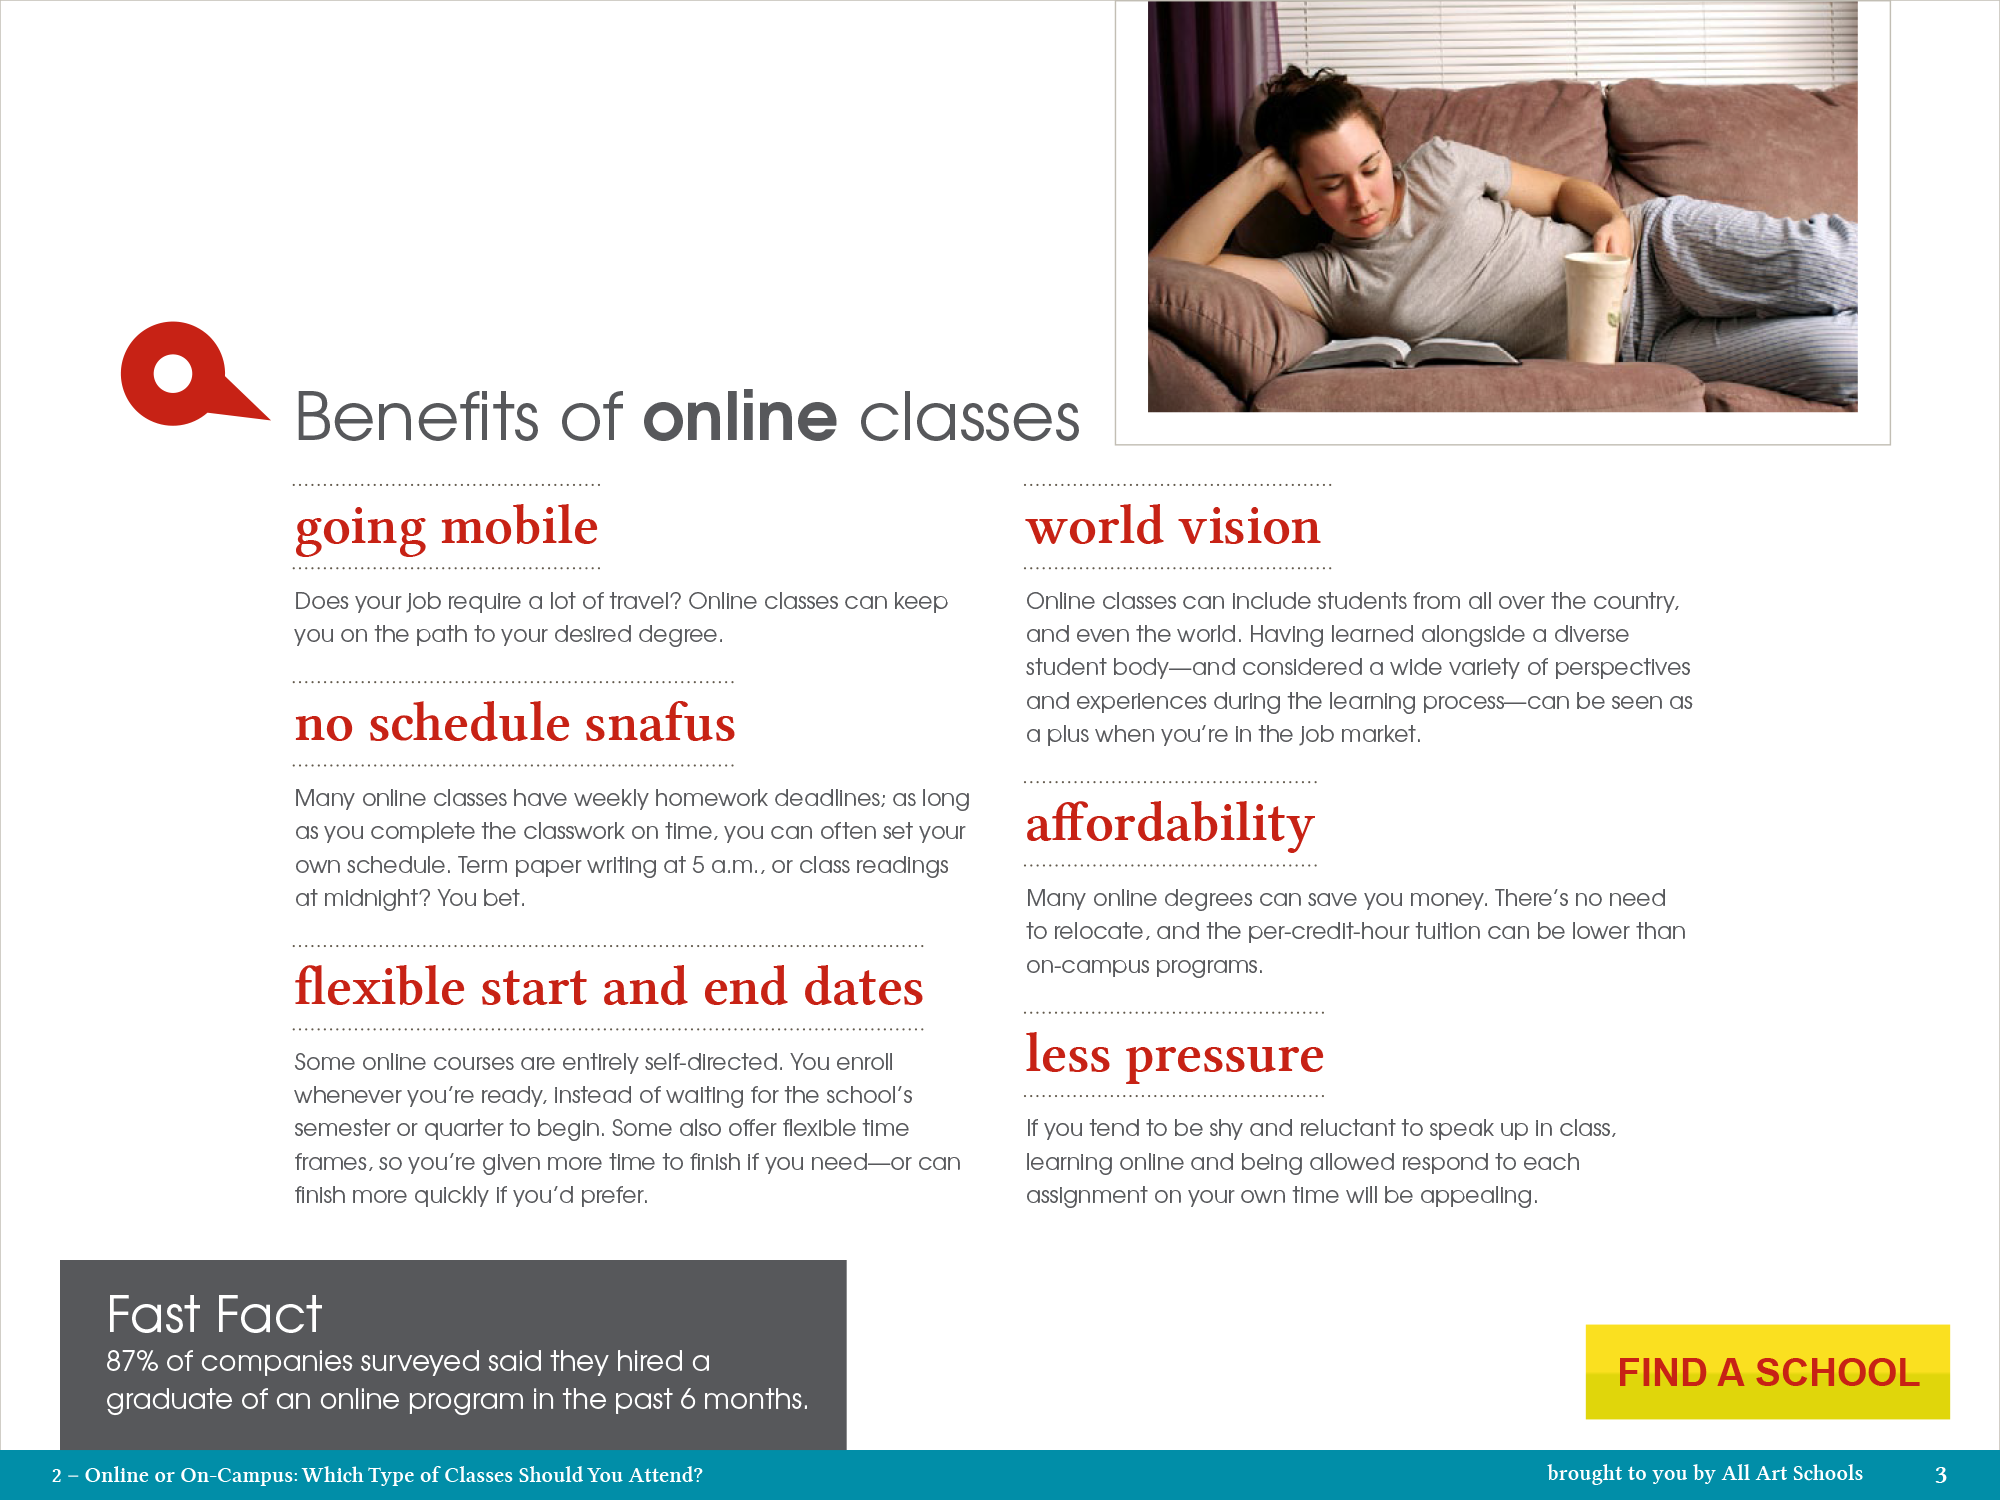 Benefits of online classes
going mobile
Does your job require a lot of travel? Online classes can keep
you on the path to your desired degree.
no schedule snafus
Many online classes have weekly homework deadlines; as long
as you complete the classwork on time, you can often set your
own schedule. Term paper writing at 5 a.m., or class readings
at midnight? You bet.
flexible start and end dates
Some online courses are entirely self-directed. You enroll
whenever you're ready, instead of waiting for the school's
semester or quarter to begin. Some also offer flexible time
frames, so you're given more time to finish if you need—or can
finish more quickly if you'd prefer.
world vision
Online classes can include students from all over the country,
and even the world. Having learned alongside a diverse
student body—and considered a wide variety of perspectives
and experiences during the learning process—can be seen as
a plus when you're in the job market.
affordability
Many online degrees can save you money. There's no need
to relocate, and the per-credit-hour tuition can be lower than
on-campus programs.
less pressure
If you tend to be shy and reluctant to speak up in class,
learning online and being allowed respond to each
assignment on your own time will be appealing.
Fast Fact
87% of companies surveyed said they hired a
graduate of an online program in the past 6 months.
FIND A SCHOOL
2 – Online or On-Campus: Which Type of Classes Should You Attend?
brought to you by All Art Schools
3